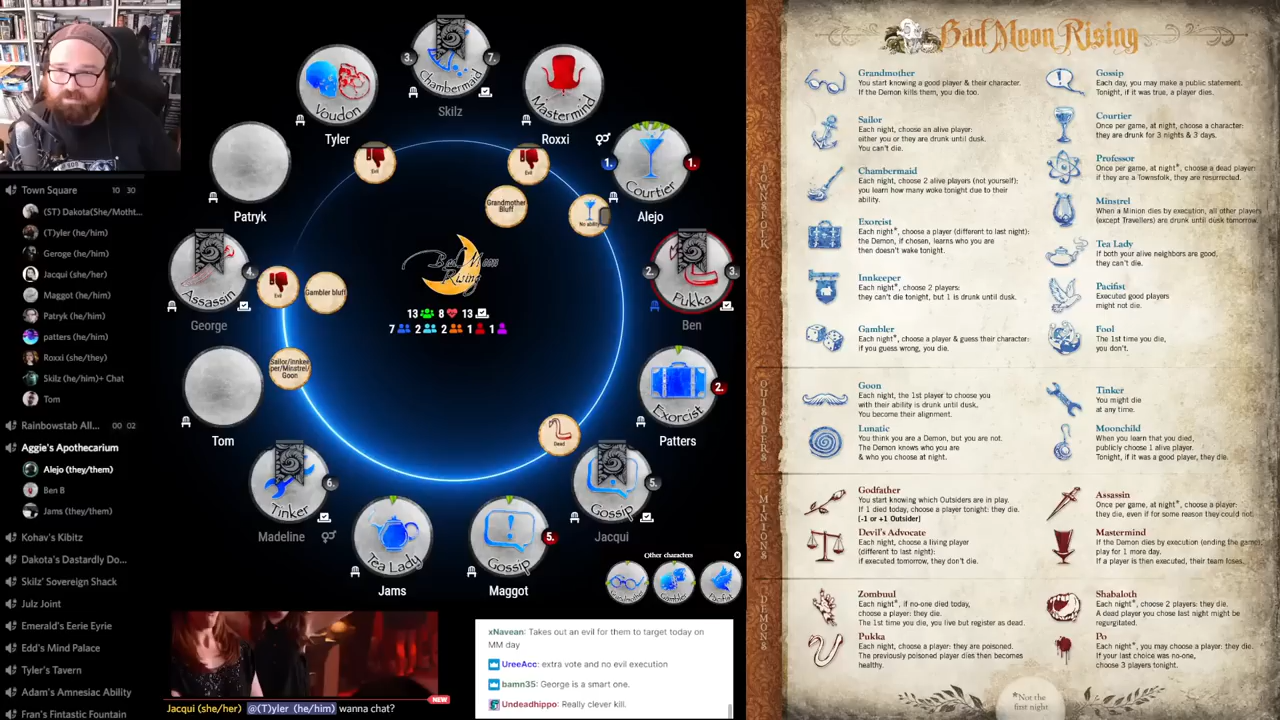 Town Square
10 30
(ST) Dakota(She/Motht...
(T)yler (he/him)
Geroge (he/him)
Jacqui (she/her)
Maggot (he/him)
Patryk (he/him)
patters (he/him)
Roxxi (she/they)
Skilz (he/him)+ Chat
Tom
Rainbowstab All...
00 02
Aggie's Apothecarium
Alejo (they/them)
Ben B
Jams (they/them)
Kohav's Kibitz
Dakota's Dastardly Do...
Skilz' Sovereign Shack
Julz Joint
Emerald's Eerie Eyrie
Edd's Mind Palace
Tyler's Tavern
Adam's Amnesiac Ability
Fran's Fintastic Fountain
3.
Chambermaid
7.
Skilz
Voudon
Tyler
Mastermind
Roxxi
Evil
Evil
Grandmother Bluff
1.
Courtier
1.
Alejo
No ability
Patryk
4.
Assassin
George
Evil
Gambler bluff
Bad Moon Rising
13 8 13
7 2 2 1 1
2.
Pukka
3.
Ben
Sailor/Innkee
per/Minstrel/
Goon
Tom
Exorcist
2.
Patters
Dead
Tinker
6.
Madeline
Tea Lady
Jams
Gossip
5.
Maggot
Gossip
5.
Jacqui
Other characters
xNavean: Takes out an evil for them to target today on
MM day
UreeAcc: extra vote and no evil execution
bamn35: George is a smart one.
Undeadhippo: Really clever kill.
NEW
Jacqui (she/her) @(T)yler (he/him) wanna chat?
Bad Moon Rising
TOWNSFOLK
Grandmother
You start knowing a good player & their character.
If the Demon kills them, you die too.
Sailor
Each night, choose an alive player:
either you or they are drunk until dusk.
You can't die.
Chambermaid
Each night, choose 2 alive players (not yourself):
you learn how many woke tonight due to their
ability.
Exorcist
Each night*, choose a player (different to last night):
the Demon, if chosen, learns who you are
then doesn't wake tonight.
Innkeeper
Each night*, choose 2 players:
they can't die tonight, but 1 is drunk until dusk.
Gambler
Each night*, choose a player & guess their character:
if you guess wrong, you die.
Gossip
Each day, you may make a public statement.
Tonight, if it was true, a player dies.
Courtier
Once per game, at night, choose a character:
they are drunk for 3 nights & 3 days.
Professor
Once per game, at night*, choose a dead player:
if they are a Townsfolk, they are resurrected.
Minstrel
When a Minion dies by execution, all other players
(except Travellers) are drunk until dusk tomorrow.
Tea Lady
If both your alive neighbors are good,
they can't die.
Pacifist
Executed good players
might not die.
Fool
The 1st time you die,
you don't.
OUTSIDERS
Goon
Each night, the 1st player to choose you
with their ability is drunk until dusk.
You become their alignment.
Lunatic
You think you are a Demon, but you are not.
The Demon knows who you are
& who you choose at night.
Tinker
You might die
at any time.
Moonchild
When you learn that you died,
publicly choose 1 alive player.
Tonight, if it was a good player, they die.
MINIONS
Godfather
You start knowing which Outsiders are in play.
If 1 died today, choose a player tonight: they die.
[-1 or +1 Outsider]
Devil's Advocate
Each night, choose a living player
(different to last night):
if executed tomorrow, they don't die.
Assassin
Once per game, at night*, choose a player:
they die, even if for some reason they could not.
Mastermind
If the Demon dies by execution (ending the game),
play for 1 more day.
If a player is then executed, their team loses.
DEMONS
Zombuul
Each night*, if no-one died today,
choose a player: they die.
The 1st time you die, you live but register as dead.
Pukka
Each night, choose a player: they are poisoned.
The previously poisoned player dies then becomes
healthy.
Shabaloth
Each night*, choose 2 players: they die.
A dead player you chose last night might be
regurgitated.
Po
Each night*, you may choose a player: they die.
If your last choice was no-one,
choose 3 players tonight.
*Not the
first night